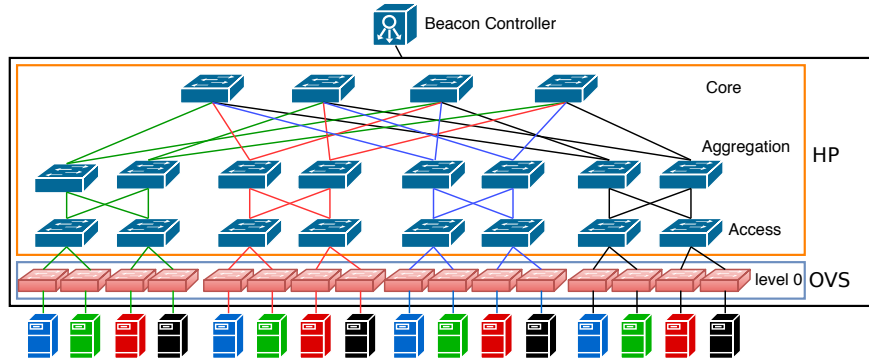 Beacon Controller
Core
Aggregation
HP
Access
level 0
OVS